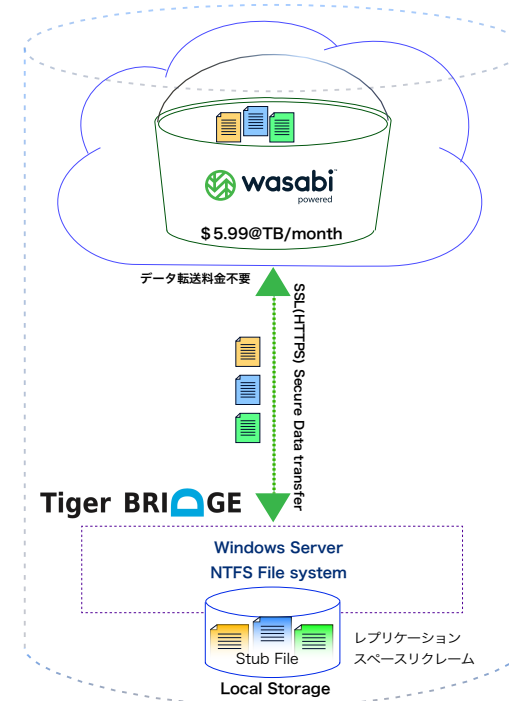 wasabi™
powered
$5.99@TB/month
データ転送料金不要
SSL(HTTPS) Secure Data transfer
Tiger BRIDGE
Windows Server
NTFS File system
Stub File
レプリケーション
スペースリクレーム
Local Storage